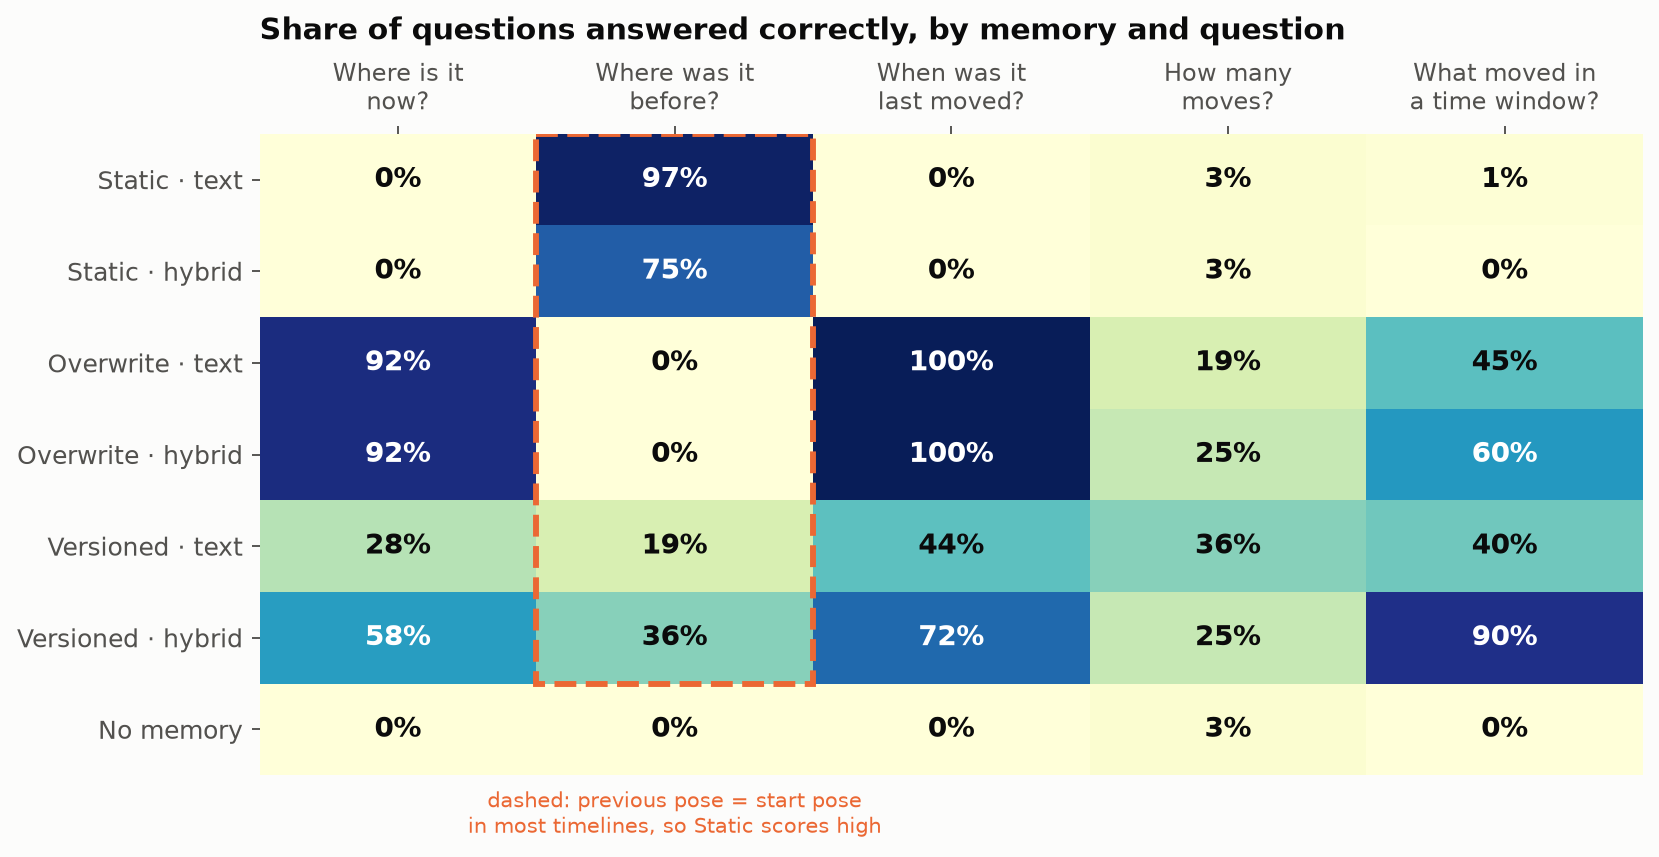 Share of questions answered correctly, by memory and question
Where is it
now?
Where was it
before?
When was it
last moved?
How many
moves?
What moved in
a time window?
Static · text 0% 97% 0% 3% 1%
Static · hybrid 0% 75% 0% 3% 0%
Overwrite · text 92% 0% 100% 19% 45%
Overwrite · hybrid 92% 0% 100% 25% 60%
Versioned · text 28% 19% 44% 36% 40%
Versioned · hybrid 58% 36% 72% 25% 90%
No memory 0% 0% 0% 3% 0%
dashed: previous pose = start pose
in most timelines, so Static scores high